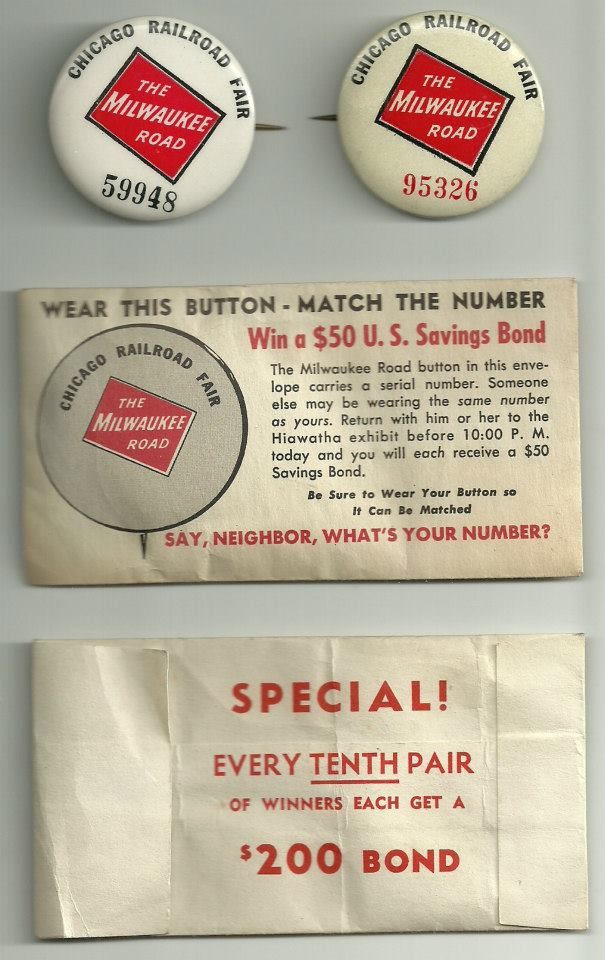 CHICAGO RAILROAD FAIR
THE
MILWAUKEE
ROAD
59948
CHICAGO RAILROAD FAIR
THE
MILWAUKEE
ROAD
95326
WEAR THIS BUTTON - MATCH THE NUMBER
Win a $50 U. S. Savings Bond
CHICAGO RAILROAD FAIR
THE
MILWAUKEE
ROAD
The Milwaukee Road button in this enve-
lope carries a serial number. Someone
else may be wearing the same number
as yours. Return with him or her to the
Hiawatha exhibit before 10:00 P. M.
today and you will each receive a $50
Savings Bond.
Be Sure to Wear Your Button so
It Can Be Matched
SAY, NEIGHBOR, WHAT'S YOUR NUMBER?
SPECIAL!
EVERY TENTH PAIR
OF WINNERS EACH GET A
$200 BOND